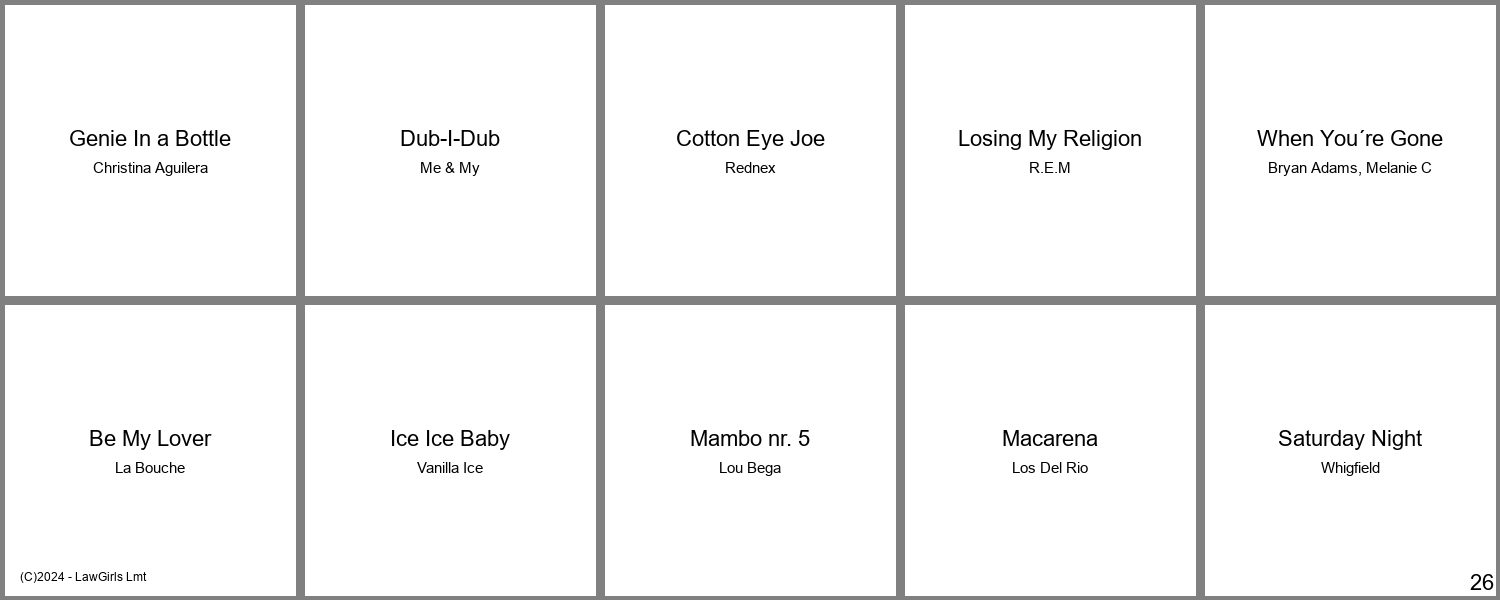 Genie In a Bottle
Christina Aguilera
Dub-I-Dub
Me & My
Cotton Eye Joe
Rednex
Losing My Religion
R.E.M
When You´re Gone
Bryan Adams, Melanie C
Be My Lover
La Bouche
Ice Ice Baby
Vanilla Ice
Mambo nr. 5
Lou Bega
Macarena
Los Del Rio
Saturday Night
Whigfield
(C)2024 - LawGirls Lmt
26